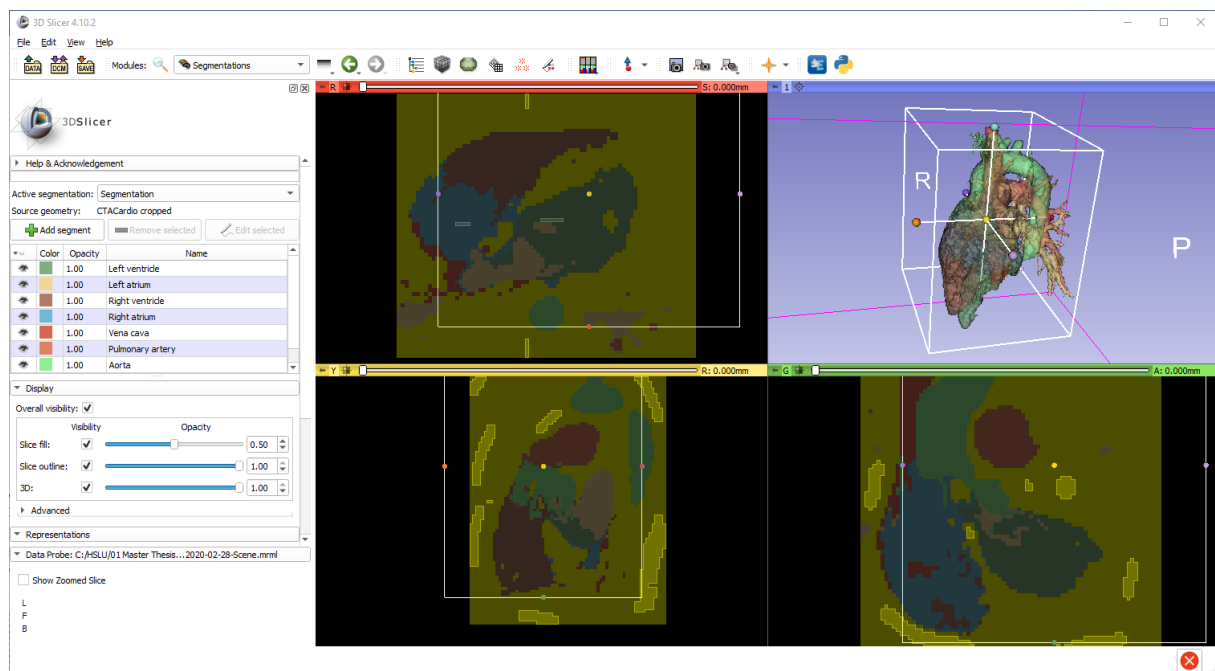 3D Slicer 4.10.2
File Edit View Help
DATA DCM SAVE Modules: Segmentations
R S: 0.000mm 1
3DSlicer
Help & Acknowledgement
Active segmentation: Segmentation
Source geometry: CTACardio cropped
Add segment Remove selected Edit selected
Color Opacity Name
1.00 Left ventricle
1.00 Left atrium
1.00 Right ventricle
1.00 Right atrium
1.00 Vena cava
1.00 Pulmonary artery
1.00 Aorta
R
P
Y R: 0.000mm G A: 0.000mm
Display
Overall visibility:
Visibility Opacity
Slice fill: 0.50
Slice outline: 1.00
3D: 1.00
Advanced
Representations
Data Probe: C:/HSLU/01 Master Thesis...2020-02-28-Scene.mrml
Show Zoomed Slice
L
F
B